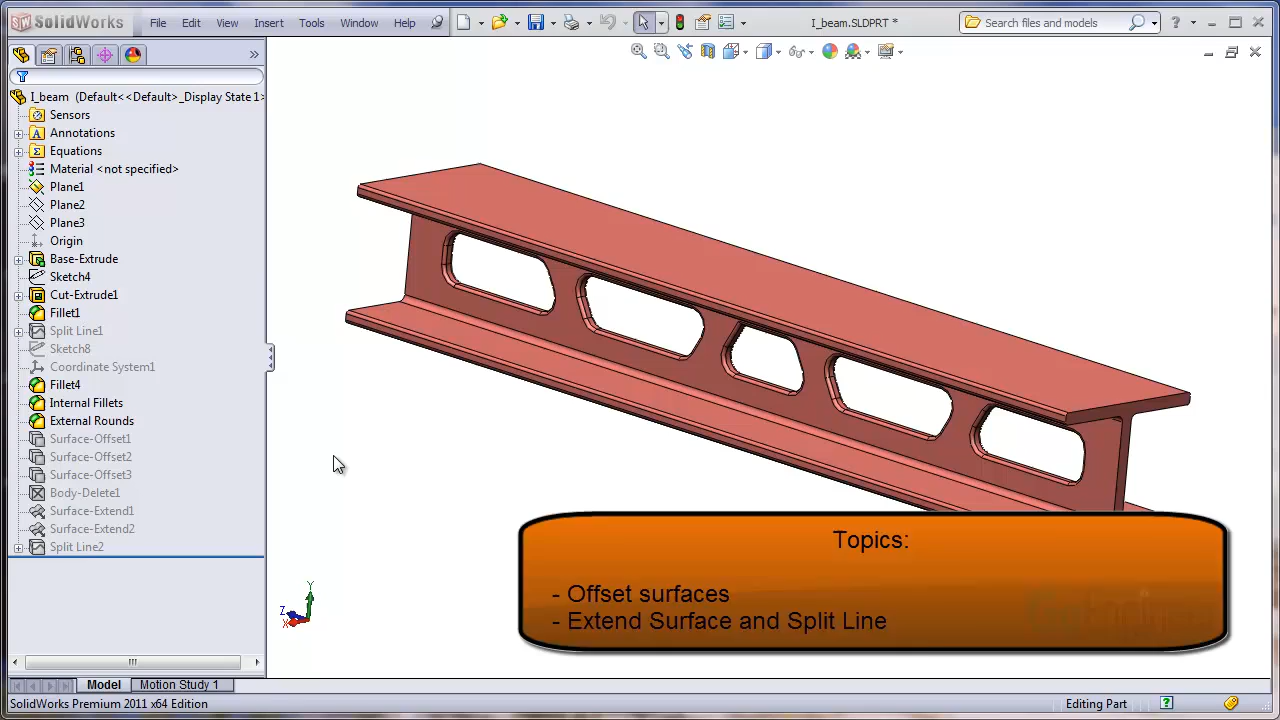 SolidWorks File Edit View Insert Tools Window Help I_beam.SLDPRT * Search files and models
I_beam (Default<<Default>_Display State 1>
Sensors
Annotations
Equations
Material <not specified>
Plane1
Plane2
Plane3
Origin
Base-Extrude
Sketch4
Cut-Extrude1
Fillet1
Split Line1
Sketch8
Coordinate System1
Fillet4
Internal Fillets
External Rounds
Surface-Offset1
Surface-Offset2
Surface-Offset3
Body-Delete1
Surface-Extend1
Surface-Extend2
Split Line2
Y
Z
X
Topics:
- Offset surfaces
- Extend Surface and Split Line
Model Motion Study 1
SolidWorks Premium 2011 x64 Edition Editing Part